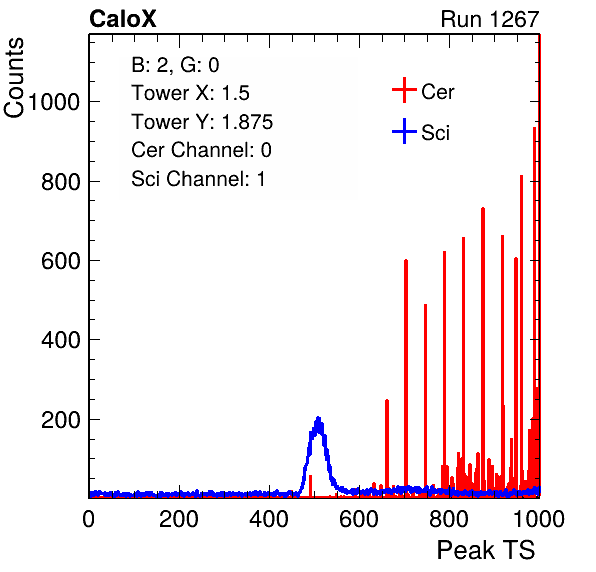 CaloX
Run 1267
Counts
B: 2, G: 0
Tower X: 1.5
Tower Y: 1.875
Cer Channel: 0
Sci Channel: 1
Cer
Sci
1000
800
600
400
200
0 200 400 600 800 1000
Peak TS